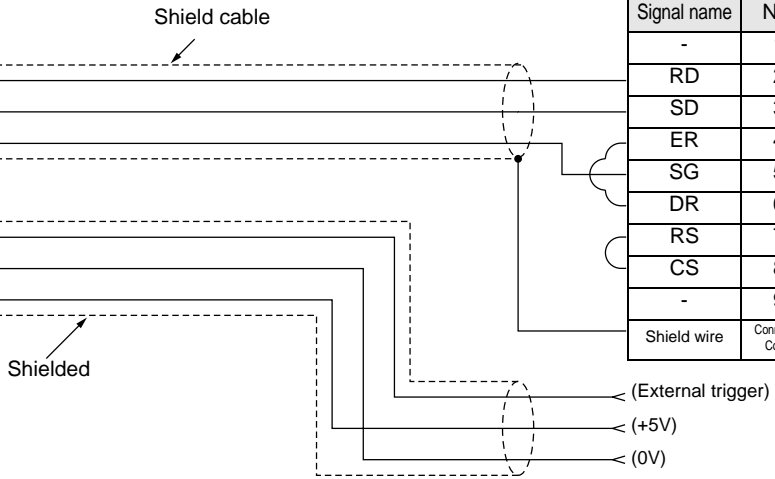 Shield cable
Signal name
-
RD
SD
ER
SG
DR
RS
CS
-
Shield wire
Shielded
(External trigger)
(+5V)
(0V)